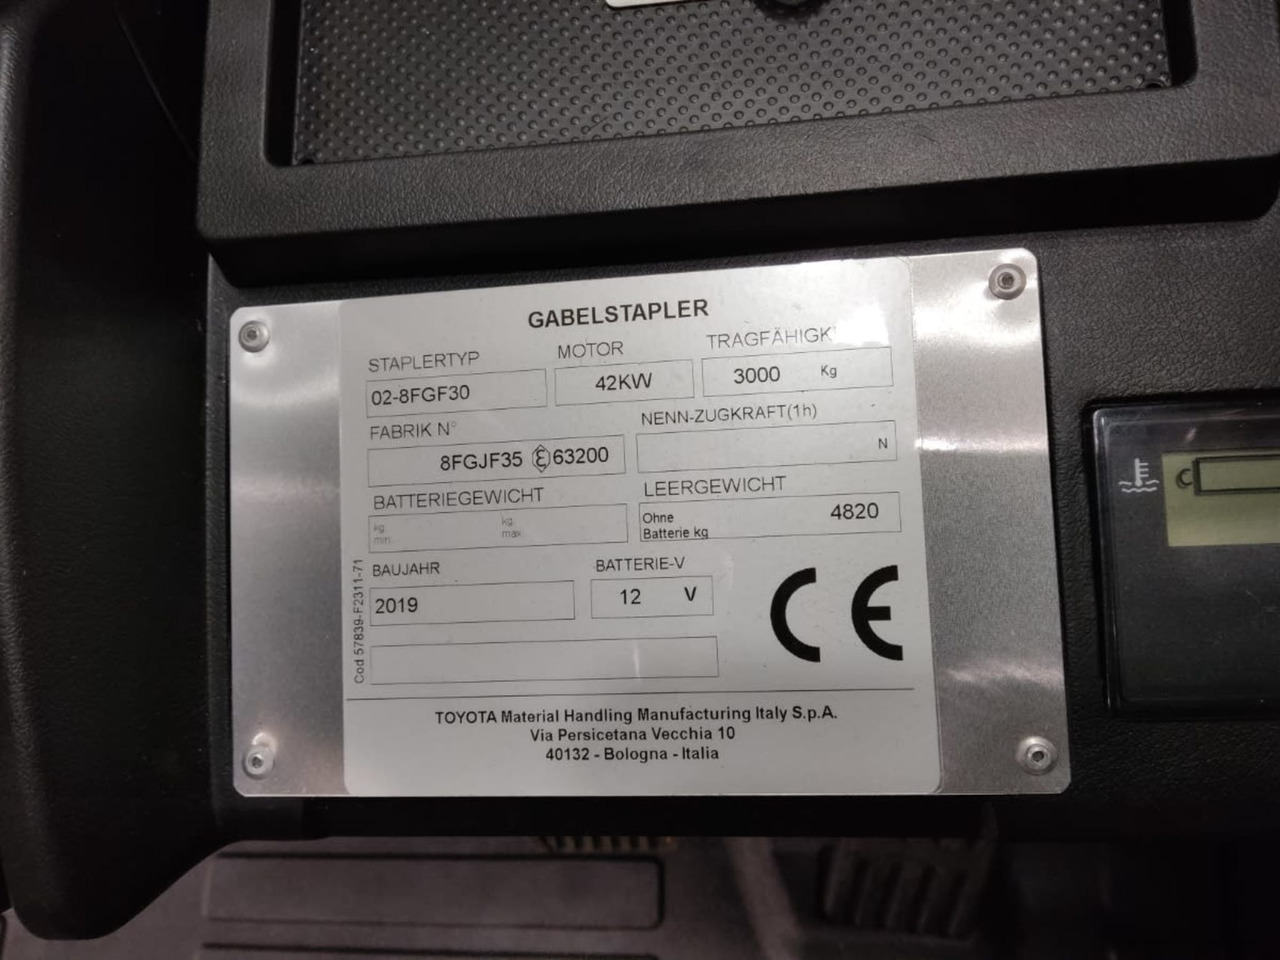 GABELSTAPLER
STAPLERTYP MOTOR TRAGFÄHIGK
02-8FGF30 42KW 3000 Kg
FABRIK N° NENN-ZUGKRAFT(1h)
8FGJF35 E 63200 N
BATTERIEGEWICHT LEERGEWICHT
kg min kg max Ohne Batterie kg 4820
BAUJAHR BATTERIE-V
2019 12 V
CE
Cod 57839-F2311-71
TOYOTA Material Handling Manufacturing Italy S.p.A.
Via Persicetana Vecchia 10
40132 - Bologna - Italia
C